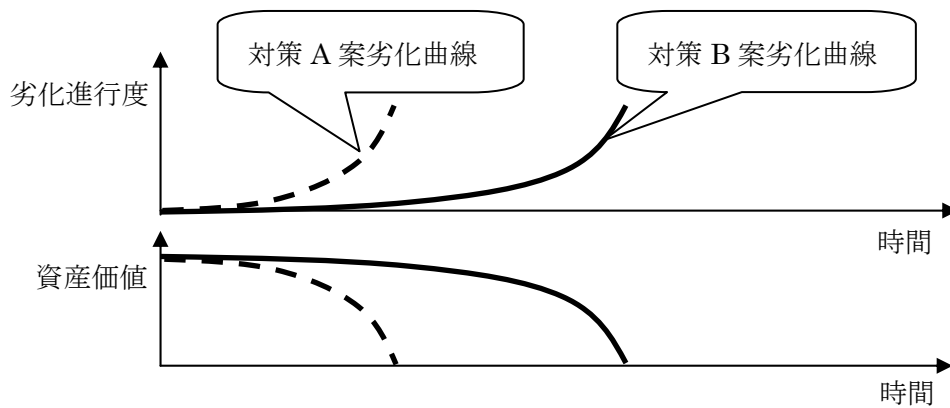 対策 A 案劣化曲線
対策 B 案劣化曲線
劣化進行度
時間
資産価値
時間